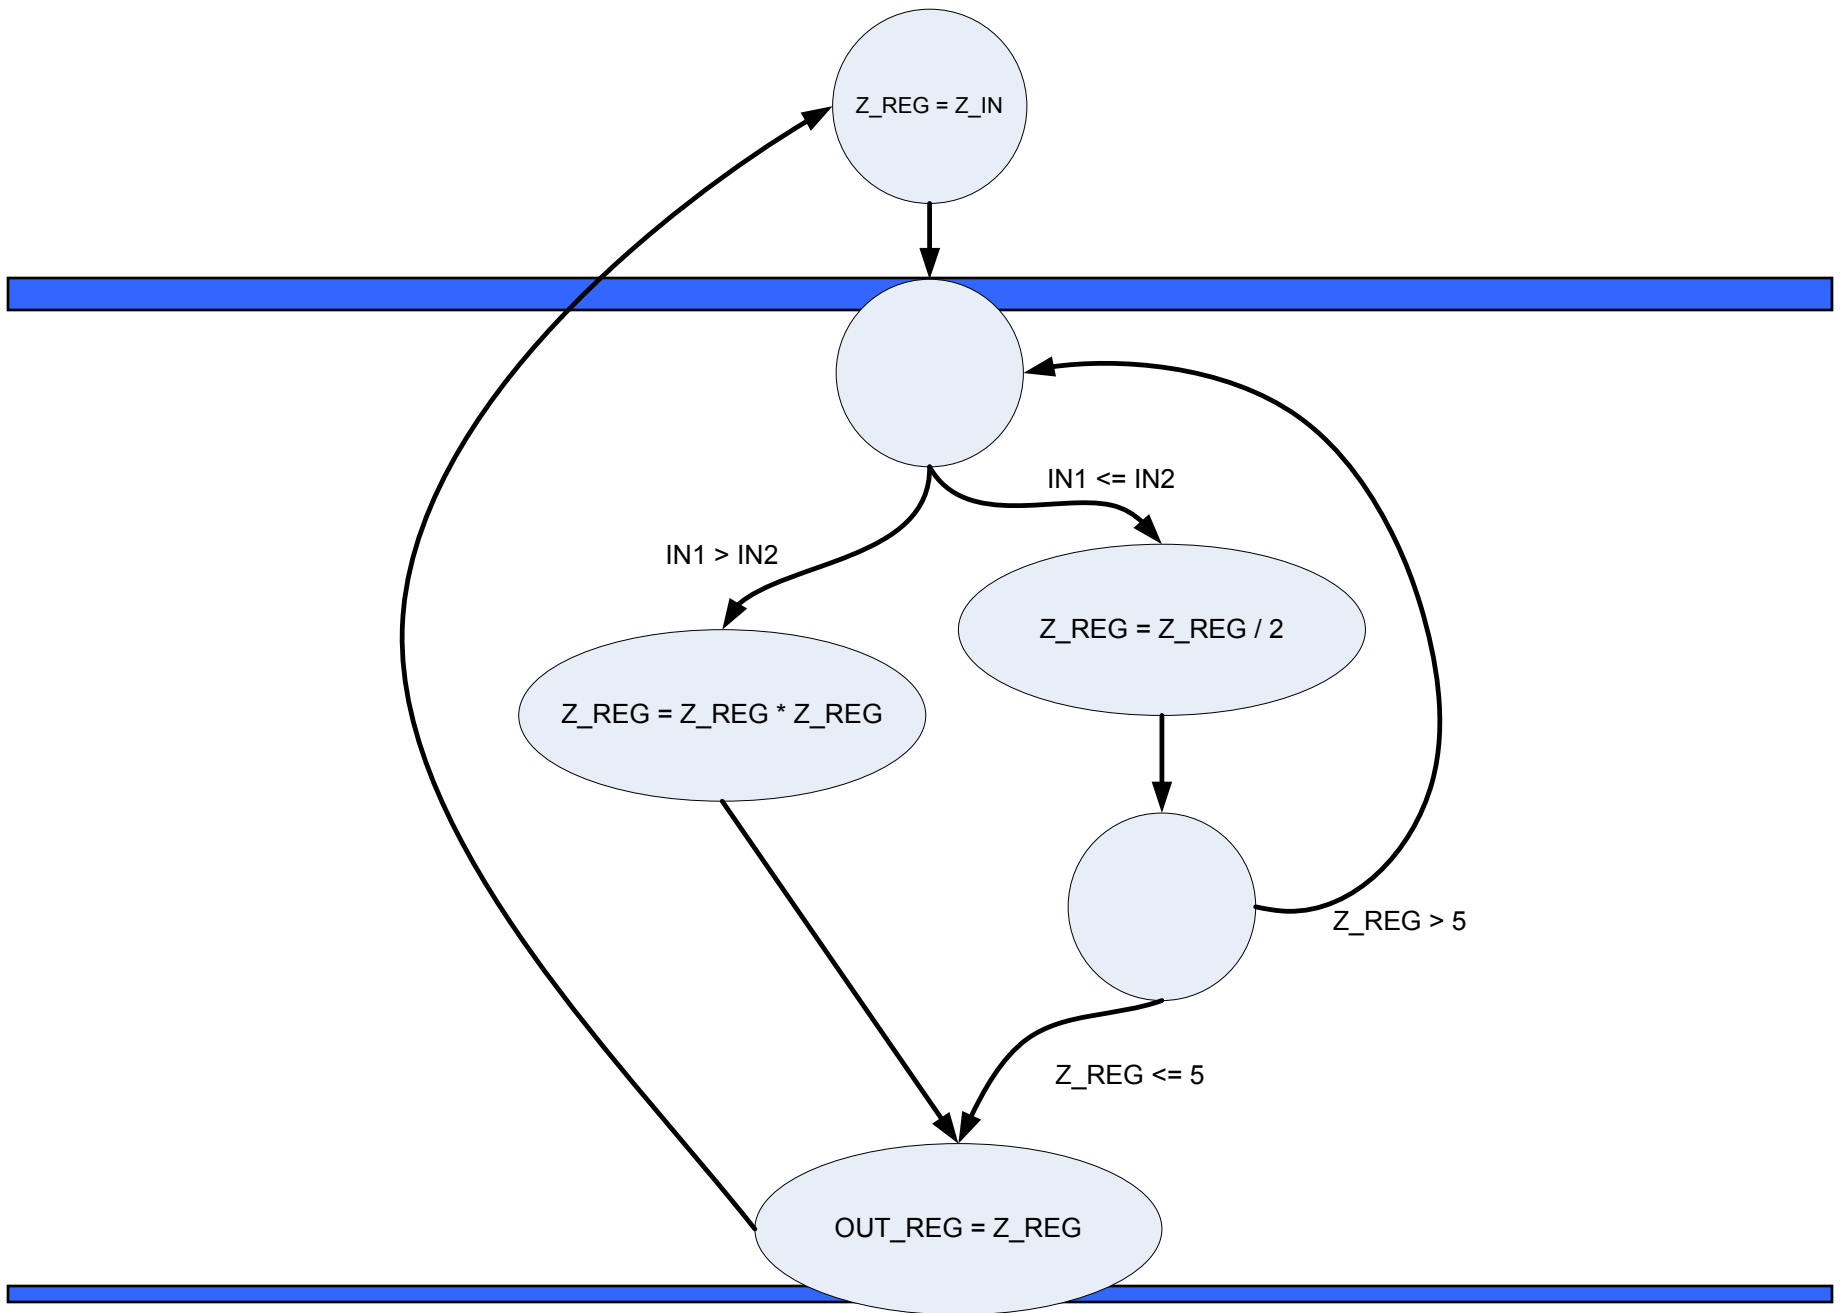 Z_REG = Z_IN
IN1 <= IN2
IN1 > IN2
Z_REG = Z_REG / 2
Z_REG = Z_REG * Z_REG
Z_REG > 5
Z_REG <= 5
OUT_REG = Z_REG